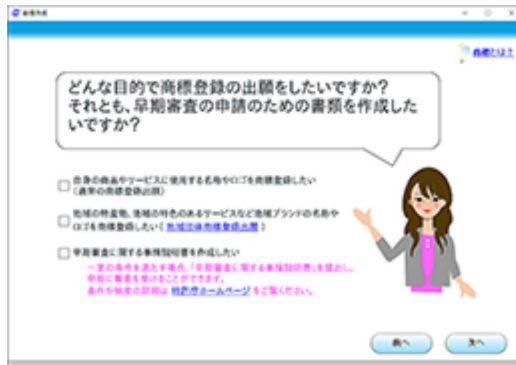 書類作成
商標とは？
どんな目的で商標登録の出願をしたいですか？
それとも、早期審査の申請のための書類を作成した
いですか？
自身の商品やサービスに使用する名称やロゴを商標登録したい
（通常の商標登録出願）
地域の特産物、地域の特色のあるサービスなど地域ブランドの名称や
ロゴを商標登録したい（地域団体商標登録出願）
早期審査に関する事情説明書を作成したい
一定の条件を満たす場合、「早期審査に関する事情説明書」を提出し、
早期に審査を受けることができます。
条件や制度の詳細は 特許庁ホームページ をご覧ください。
前へ
次へ